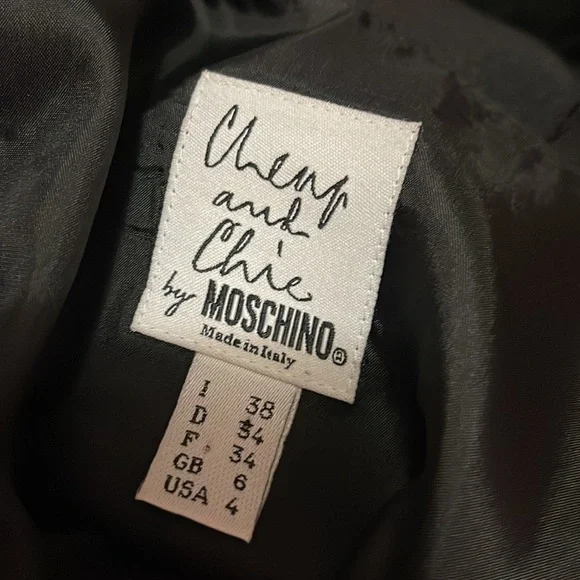 Cheap
and
Chic
by MOSCHINO®
Made in Italy
I 38
D 34
F 34
GB 6
USA 4